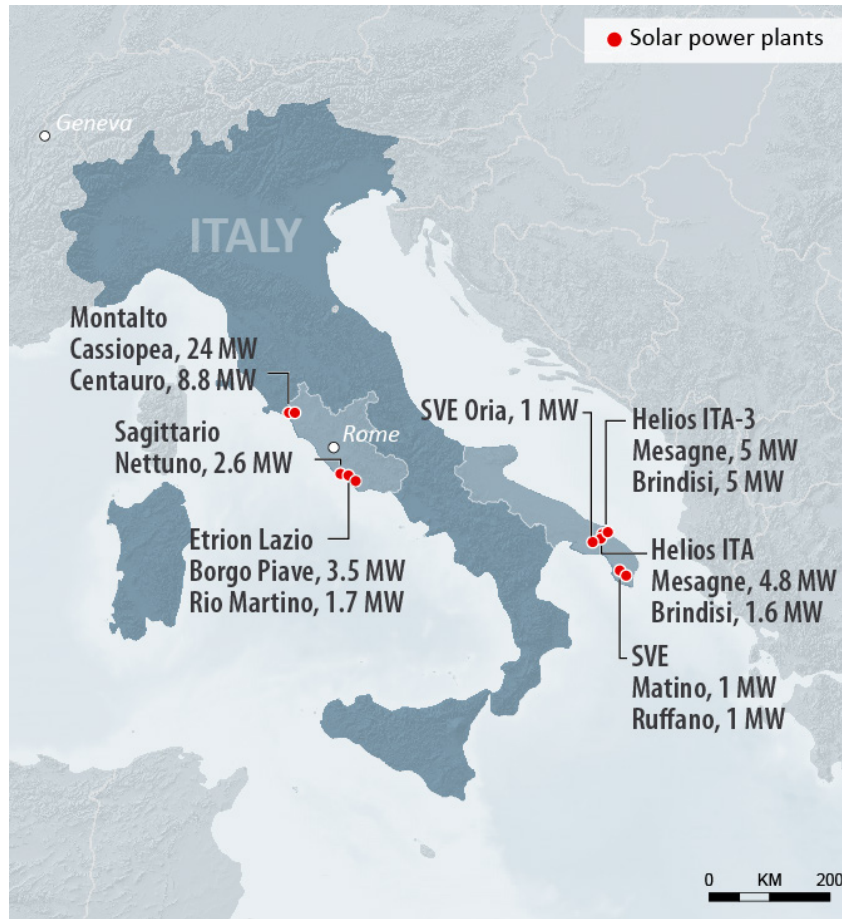 Solar power plants
Geneva
ITALY
Montalto
Cassiopea, 24 MW
Centauro, 8.8 MW
Sagittario
Nettuno, 2.6 MW
Rome
Etrion Lazio
Borgo Piave, 3.5 MW
Rio Martino, 1.7 MW
SVE Oria, 1 MW
Helios ITA-3
Mesagne, 5 MW
Brindisi, 5 MW
Helios ITA
Mesagne, 4.8 MW
Brindisi, 1.6 MW
SVE
Matino, 1 MW
Ruffano, 1 MW
0 KM 200